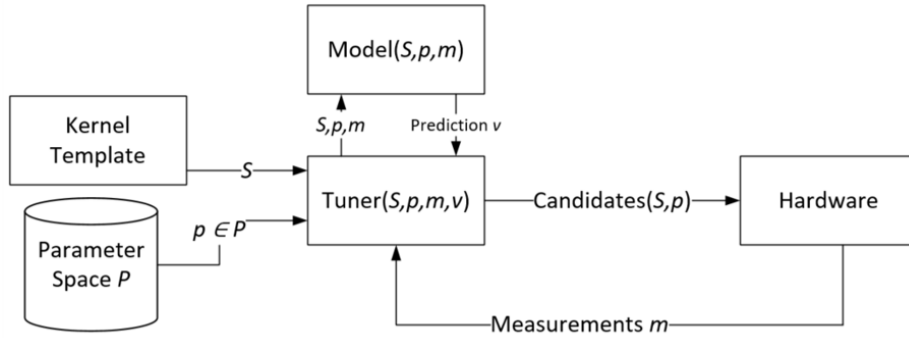 Model(S,p,m)
S,p,m
Prediction v
Kernel
Template
S
Tuner(S,p,m,v)
Candidates(S,p)
Hardware
p ∈ P
Parameter
Space P
Measurements m